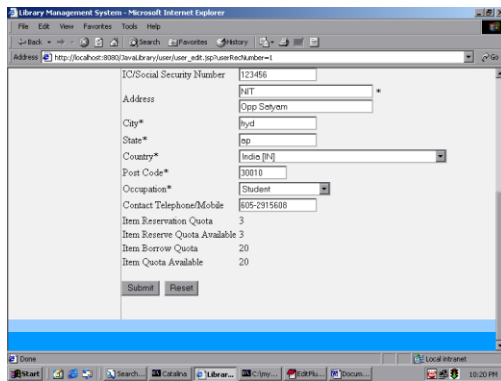 Library Management System - Microsoft Internet Explorer
File Edit View Favorites Tools Help
Back Search Favorites History
Address http://localhost:8080/JavaLibrary/user/user_edit.jsp?userRecNumber=1 Go
IC/Social Security Number 123456
Address NIT *
Opp Satyam
City* hyd
State* ap
Country* India [IN]
Post Code* 30010
Occupation* Student
Contact Telephone/Mobile 605-2915608
Item Reservation Quota 3
Item Reserve Quota Available 3
Item Borrow Quota 20
Item Quota Available 20
Submit Reset
Done Local intranet
Start Search... Catalina Librar... C:\my... EditPlu... Docum... 10:20 PM